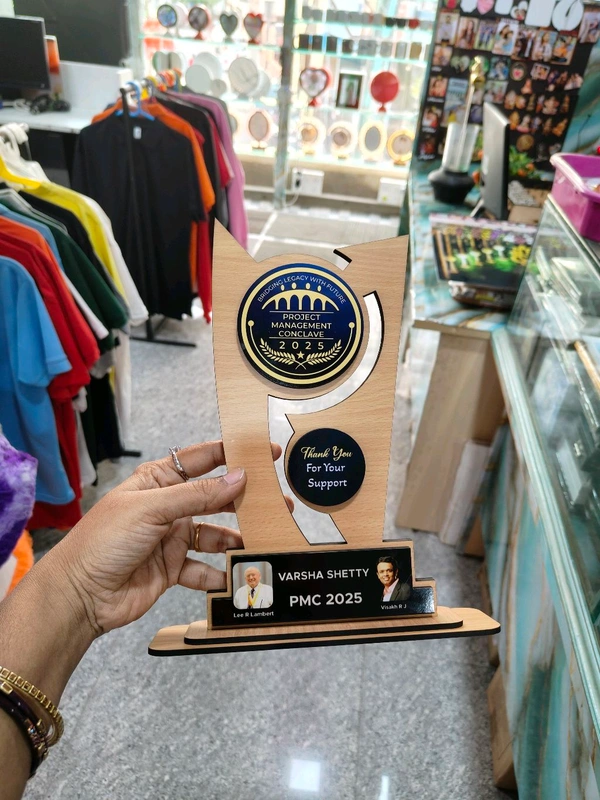 BRIDGING LEGACY WITH FUTURE
PROJECT
MANAGEMENT
CONCLAVE
2025
Thank You
For Your
Support
VARSHA SHETTY
PMC 2025
Lee R Lambert
Visakh R J